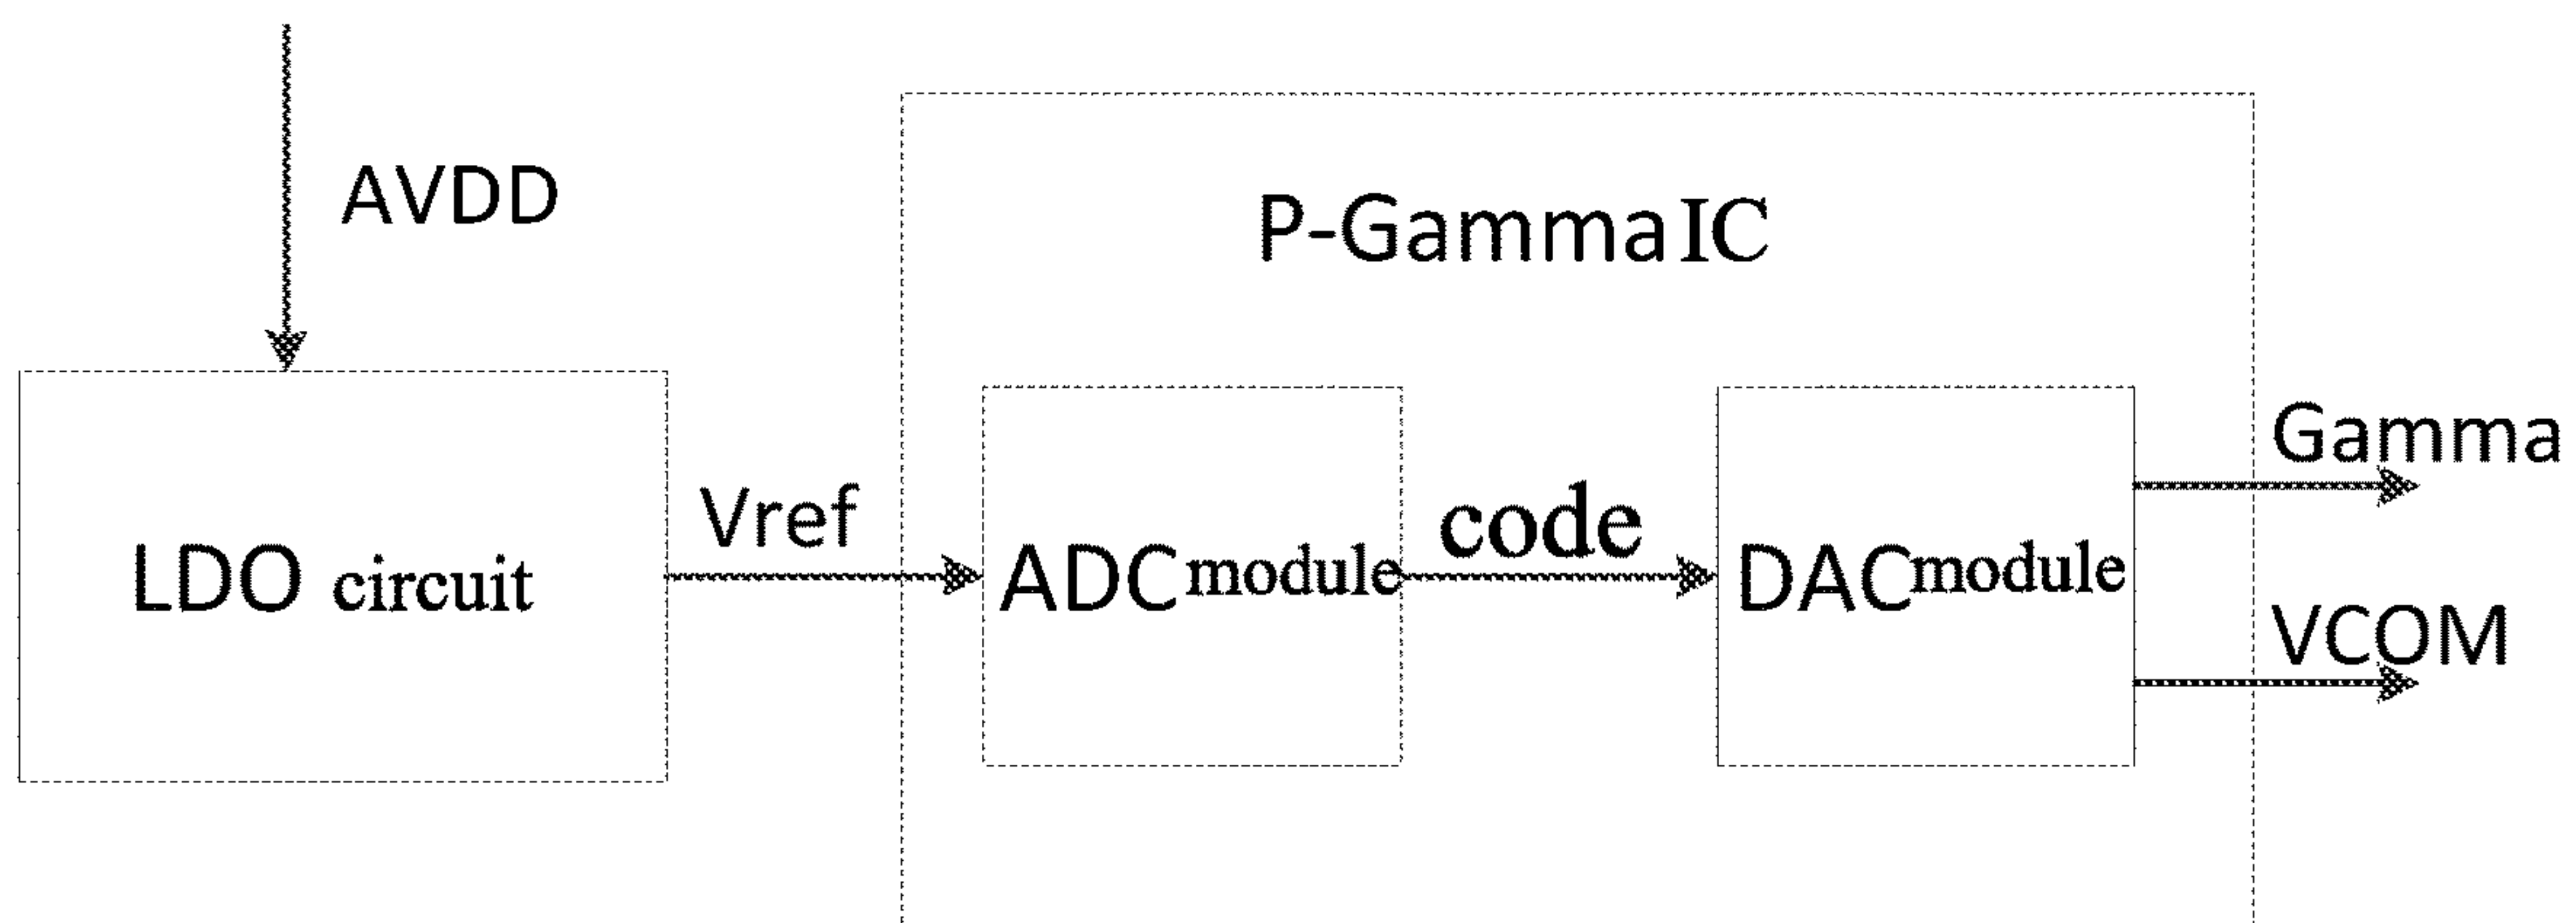 AVDD
P-Gamma IC
Gamma
Vref
code
LDO circuit
ADC module
DAC module
VCOM